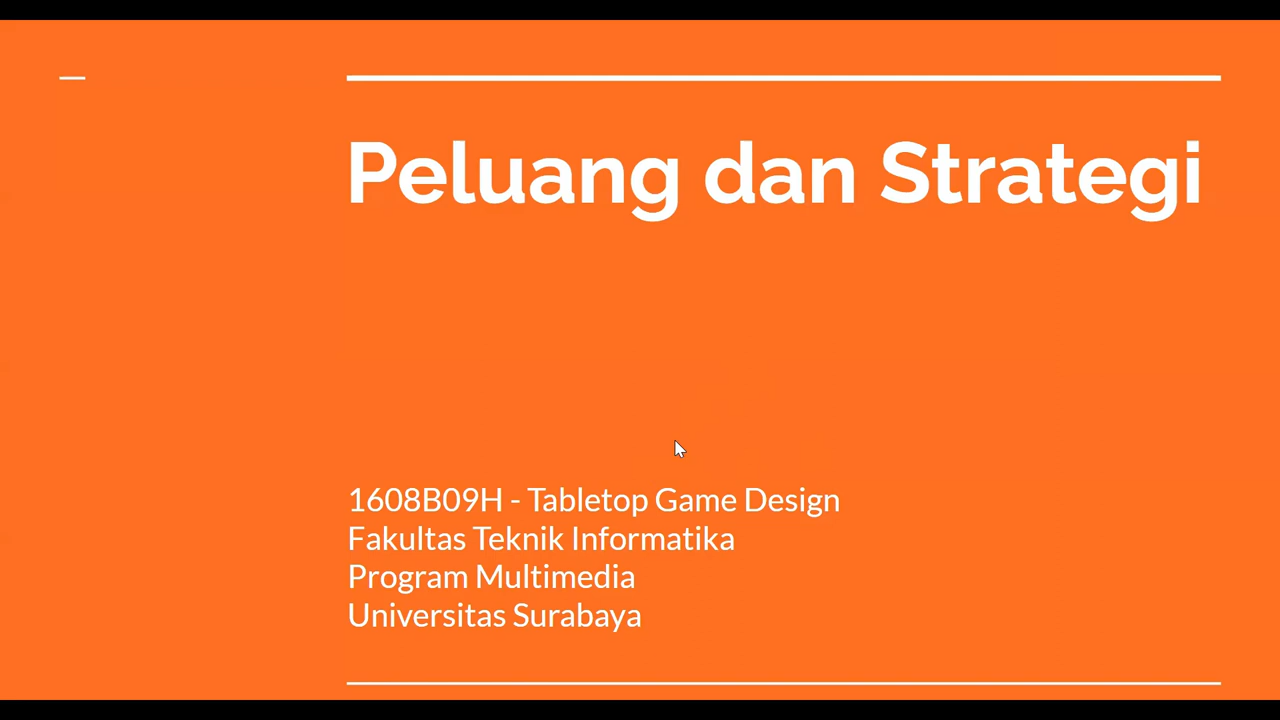 Peluang dan Strategi
1608B09H - Tabletop Game Design
Fakultas Teknik Informatika
Program Multimedia
Universitas Surabaya